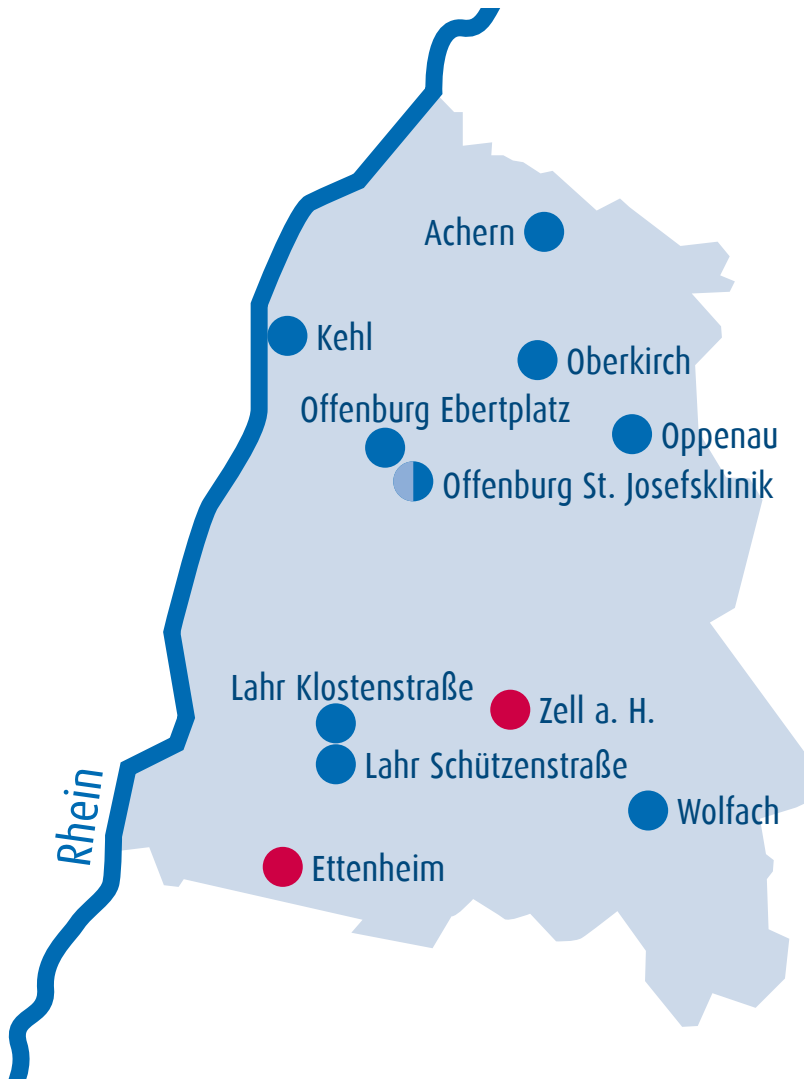 Achern
Kehl
Oberkirch
Offenburg Ebertplatz
Oppenau
Offenburg St. Josefsklinik
Lahr Klostenstraße
Zell a. H.
Lahr Schützenstraße
Rhein
Wolfach
Ettenheim